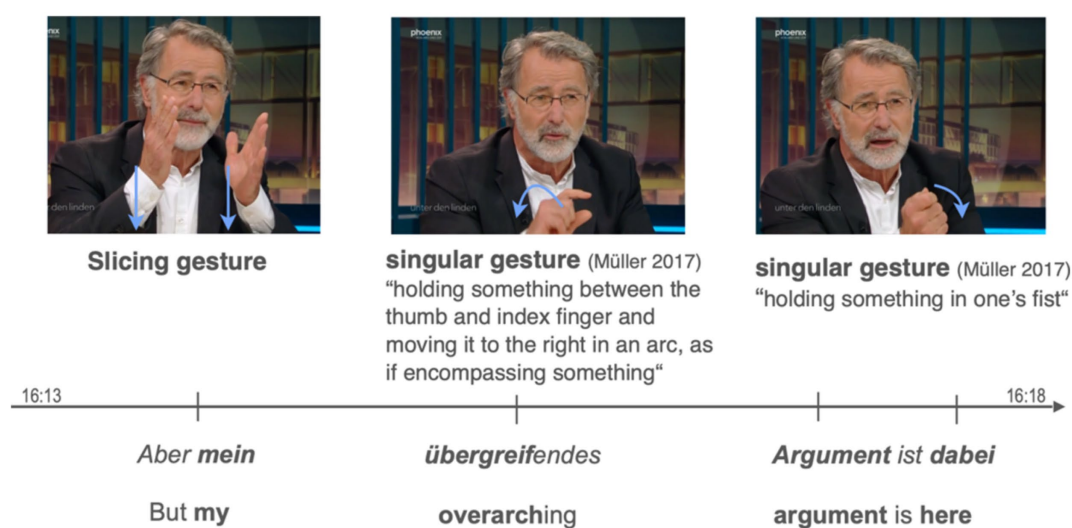 phoenix
phoenix
unter den linden
unter den linden
unter den linden
Slicing gesture
singular gesture (Müller 2017)
“holding something between the
thumb and index finger and
moving it to the right in an arc, as
if encompassing something“
singular gesture (Müller 2017)
“holding something in one’s fist“
16:13
16:18
Aber mein
übergreifendes
Argument ist dabei
But my
overarching
argument is here